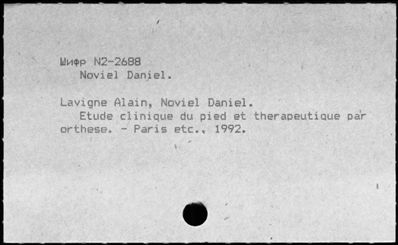 Шифр N2-2688
Noviel Daniel.
Lavigne Alain, Noviel Daniel.
Etude clinique du pied et therapeutique par
orthese. - Paris etc., 1992.